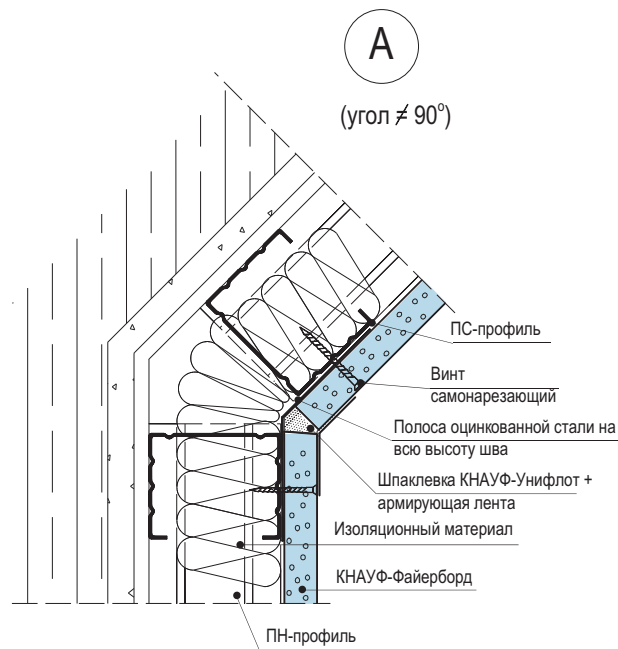 А
(угол ≠ 90°)
ПС-профиль
Винт
самонарезающий
Полоса оцинкованной стали на
всю высоту шва
Шпаклевка КНАУФ-Унифлот +
армирующая лента
Изоляционный материал
КНАУФ-Файерборд
ПН-профиль